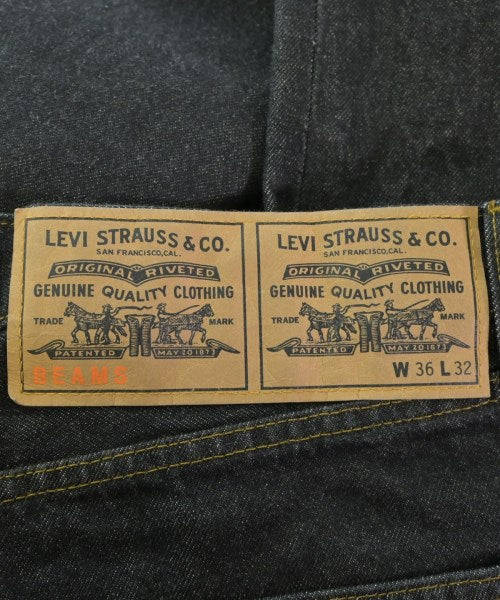 LEVI STRAUSS & CO.
SAN FRANCISCO, CAL.
ORIGINAL RIVETED
GENUINE QUALITY CLOTHING
TRADE MARK
PATENTED MAY 20 1873
BEAMS
LEVI STRAUSS & CO.
SAN FRANCISCO, CAL.
ORIGINAL RIVETED
GENUINE QUALITY CLOTHING
TRADE MARK
PATENTED MAY 20 1873
W 36 L 32